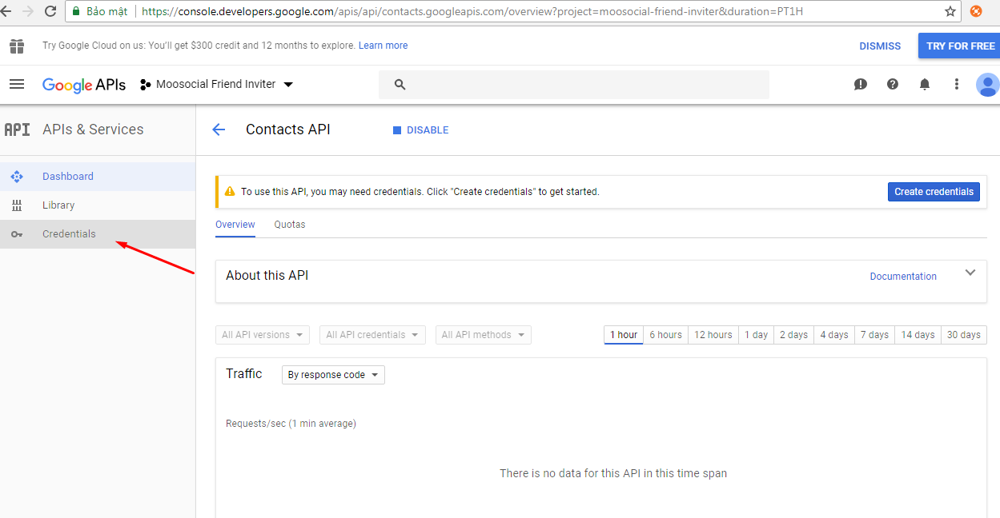 Bảo mật https://console.developers.google.com/apis/api/contacts.googleapis.com/overview?project=moosocial-friend-inviter&duration=PT1H
Try Google Cloud on us: You'll get $300 credit and 12 months to explore. Learn more DISMISS TRY FOR FREE
Google APIs Moosocial Friend Inviter
API APIs & Services Contacts API DISABLE
Dashboard
Library
Credentials
To use this API, you may need credentials. Click "Create credentials" to get started. Create credentials
Overview Quotas
About this API Documentation
All API versions All API credentials All API methods 1 hour 6 hours 12 hours 1 day 2 days 4 days 7 days 14 days 30 days
Traffic By response code
Requests/sec (1 min average)
There is no data for this API in this time span